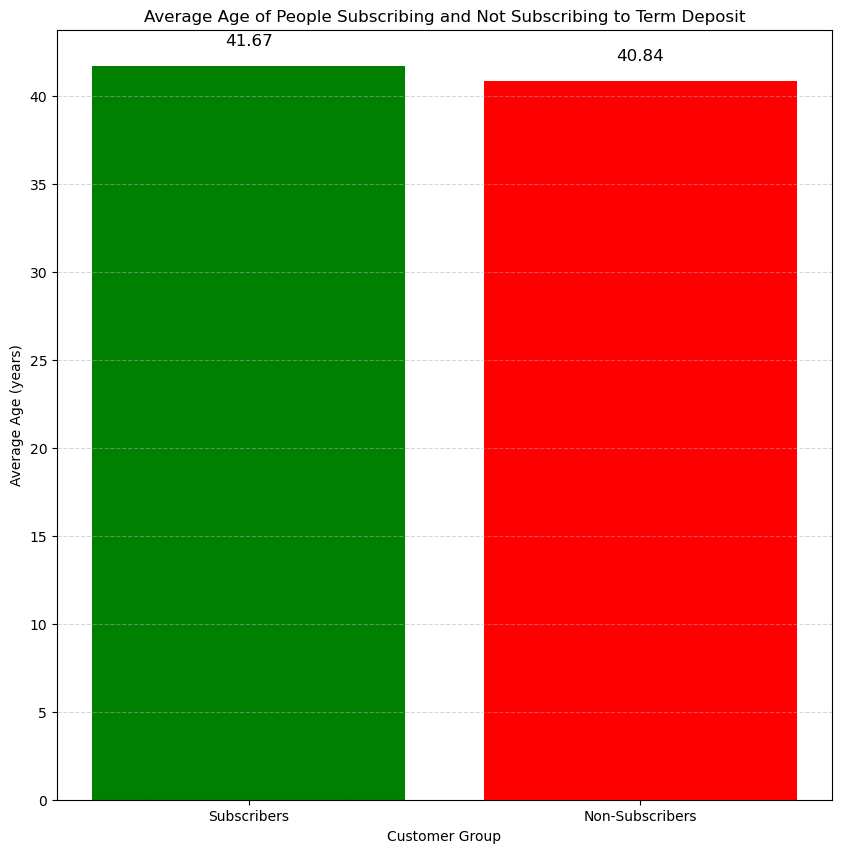 Average Age of People Subscribing and Not Subscribing to Term Deposit
41.67
40.84
40
35
30
25
20
15
10
5
0
Average Age (years)
Subscribers
Non-Subscribers
Customer Group